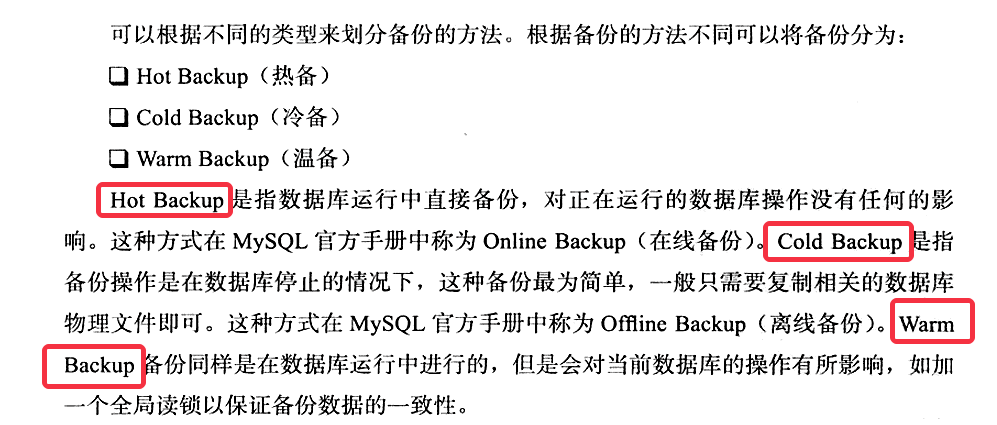 可以根据不同的类型来划分备份的方法。根据备份的方法不同可以将备份分为：
❑ Hot Backup（热备）
❑ Cold Backup（冷备）
❑ Warm Backup（温备）
Hot Backup 是指数据库运行中直接备份，对正在运行的数据库操作没有任何的影
响。这种方式在 MySQL 官方手册中称为 Online Backup（在线备份）。Cold Backup 是指
备份操作是在数据库停止的情况下，这种备份最为简单，一般只需要复制相关的数据库
物理文件即可。这种方式在 MySQL 官方手册中称为 Offline Backup（离线备份）。Warm
Backup 备份同样是在数据库运行中进行的，但是会对当前数据库的操作有所影响，如加
一个全局读锁以保证备份数据的一致性。